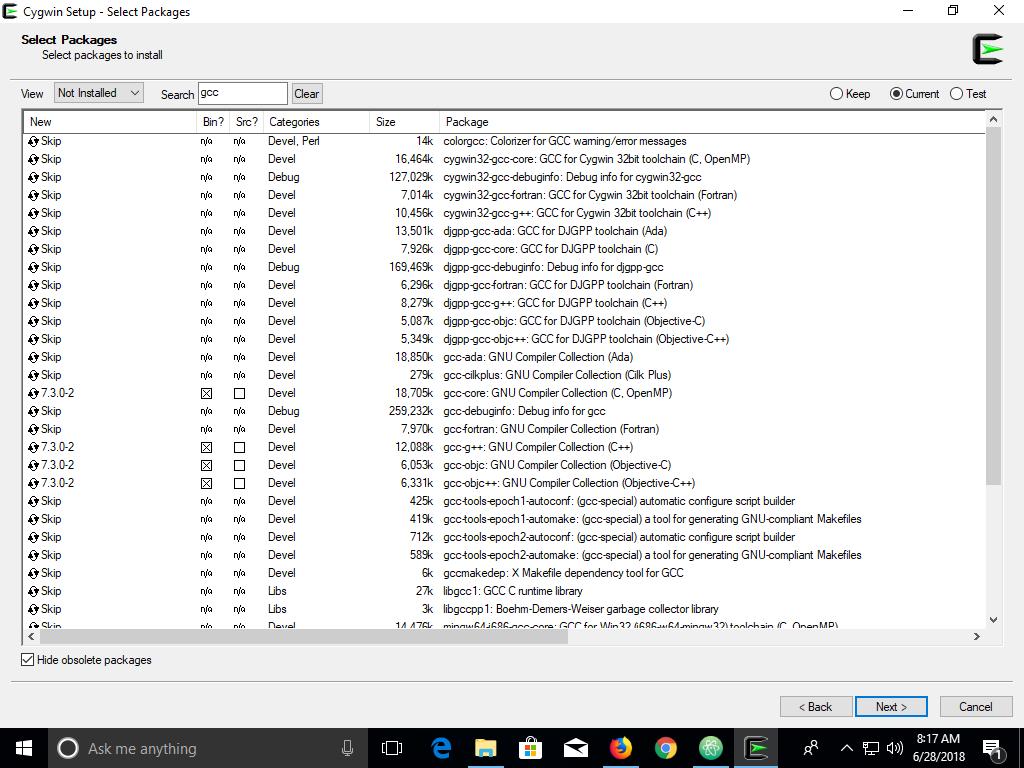 Cygwin Setup - Select Packages
Select Packages
Select packages to install
View Not Installed Search gcc Clear Keep Current Test
New Bin? Src? Categories Size Package
Skip n/a n/a Devel, Perl 14k colorgcc: Colorizer for GCC warning/error messages
Skip n/a n/a Devel 16,464k cygwin32-gcc-core: GCC for Cygwin 32bit toolchain (C, OpenMP)
Skip n/a n/a Debug 127,029k cygwin32-gcc-debuginfo: Debug info for cygwin32-gcc
Skip n/a n/a Devel 7,014k cygwin32-gcc-fortran: GCC for Cygwin 32bit toolchain (Fortran)
Skip n/a n/a Devel 10,456k cygwin32-gcc-g++: GCC for Cygwin 32bit toolchain (C++)
Skip n/a n/a Devel 13,501k djgpp-gcc-ada: GCC for DJGPP toolchain (Ada)
Skip n/a n/a Devel 7,926k djgpp-gcc-core: GCC for DJGPP toolchain (C)
Skip n/a n/a Debug 169,469k djgpp-gcc-debuginfo: Debug info for djgpp-gcc
Skip n/a n/a Devel 6,296k djgpp-gcc-fortran: GCC for DJGPP toolchain (Fortran)
Skip n/a n/a Devel 8,279k djgpp-gcc-g++: GCC for DJGPP toolchain (C++)
Skip n/a n/a Devel 5,087k djgpp-gcc-objc: GCC for DJGPP toolchain (Objective-C)
Skip n/a n/a Devel 5,349k djgpp-gcc-objc++: GCC for DJGPP toolchain (Objective-C++)
Skip n/a n/a Devel 18,850k gcc-ada: GNU Compiler Collection (Ada)
Skip n/a n/a Devel 279k gcc-cilkplus: GNU Compiler Collection (Cilk Plus)
7.3.0-2 Devel 18,705k gcc-core: GNU Compiler Collection (C, OpenMP)
Skip n/a n/a Debug 259,232k gcc-debuginfo: Debug info for gcc
Skip n/a n/a Devel 7,970k gcc-fortran: GNU Compiler Collection (Fortran)
7.3.0-2 Devel 12,088k gcc-g++: GNU Compiler Collection (C++)
7.3.0-2 Devel 6,053k gcc-objc: GNU Compiler Collection (Objective-C)
7.3.0-2 Devel 6,331k gcc-objc++: GNU Compiler Collection (Objective-C++)
Skip n/a n/a Devel 425k gcc-tools-epoch1-autoconf: (gcc-special) automatic configure script builder
Skip n/a n/a Devel 419k gcc-tools-epoch1-automake: (gcc-special) a tool for generating GNU-compliant Makefiles
Skip n/a n/a Devel 712k gcc-tools-epoch2-autoconf: (gcc-special) automatic configure script builder
Skip n/a n/a Devel 589k gcc-tools-epoch2-automake: (gcc-special) a tool for generating GNU-compliant Makefiles
Skip n/a n/a Devel 6k gccmakedep: X Makefile dependency tool for GCC
Skip n/a n/a Libs 27k libgcc1: GCC C runtime library
Skip n/a n/a Libs 3k libgccpp1: Boehm-Demers-Weiser garbage collector library
Skip n/a n/a Devel 14,476k mingw64-i686-gcc-core: GCC for Win32 (i686-w64-mingw32) toolchain (C, OpenMP)
Hide obsolete packages
< Back Next > Cancel
Ask me anything
8:17 AM
6/28/2018
1